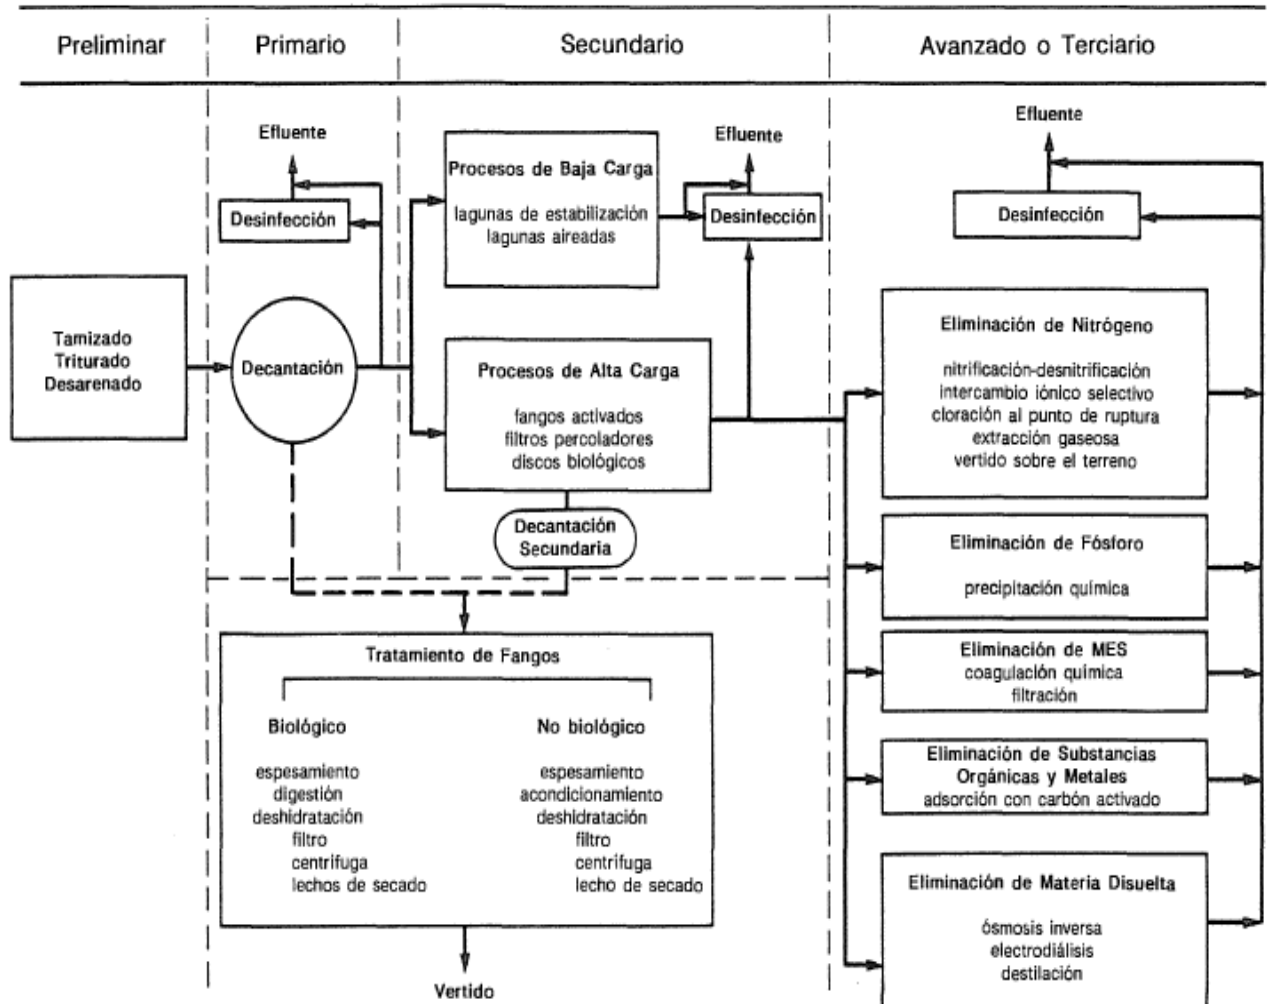 Preliminar
Primario
Secundario
Avanzado o Terciario
Tamizado
Triturado
Desarenado
Efluente
Desinfección
Decantación
Procesos de Baja Carga
lagunas de estabilización
lagunas aireadas
Efluente
Desinfección
Procesos de Alta Carga
fangos activados
filtros percoladores
discos biológicos
Decantación
Secundaria
Tratamiento de Fangos
Biológico
espesamiento
digestión
deshidratación
filtro
centrifuga
lechos de secado
No biológico
espesamiento
acondicionamiento
deshidratación
filtro
centrifuga
lecho de secado
Vertido
Efluente
Desinfección
Eliminación de Nitrógeno
nitrificación-desnitrificación
intercambio iónico selectivo
cloración al punto de ruptura
extracción gaseosa
vertido sobre el terreno
Eliminación de Fósforo
precipitación química
Eliminación de MES
coagulación química
filtración
Eliminación de Substancias
Orgánicas y Metales
adsorción con carbón activado
Eliminación de Materia Disuelta
ósmosis inversa
electrodiálisis
destilación